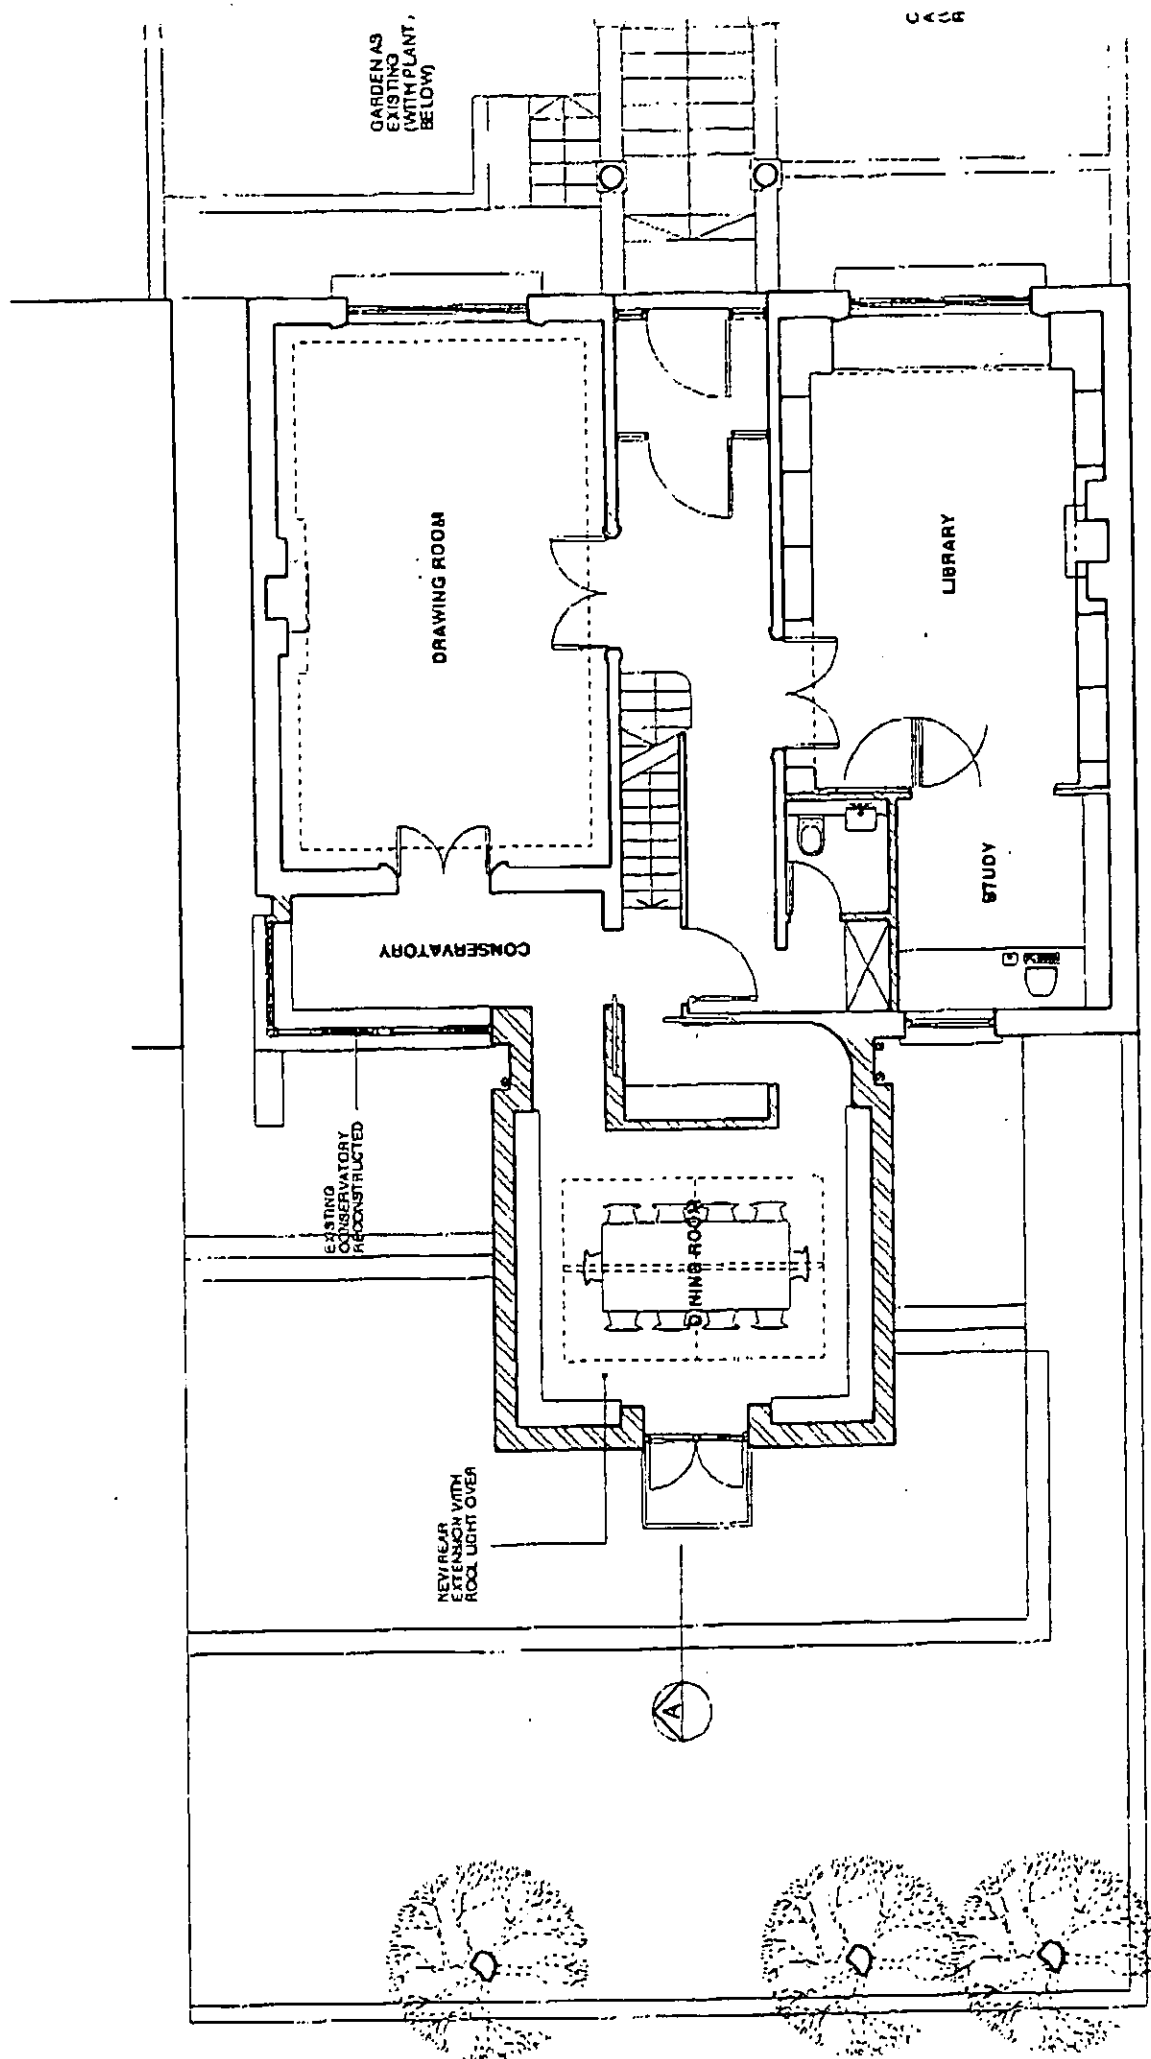 GARDEN AS
EXISTING
(WITH PLANT,
BELOW)
DRAWING ROOM
LIBRARY
STUDY
CONSERVATORY
EXISTING
CONSERVATORY
RECONSTRUCTED
DINING ROOM
NEW REAR
EXTENSION WITH
ROOL LIGHT OVER
A